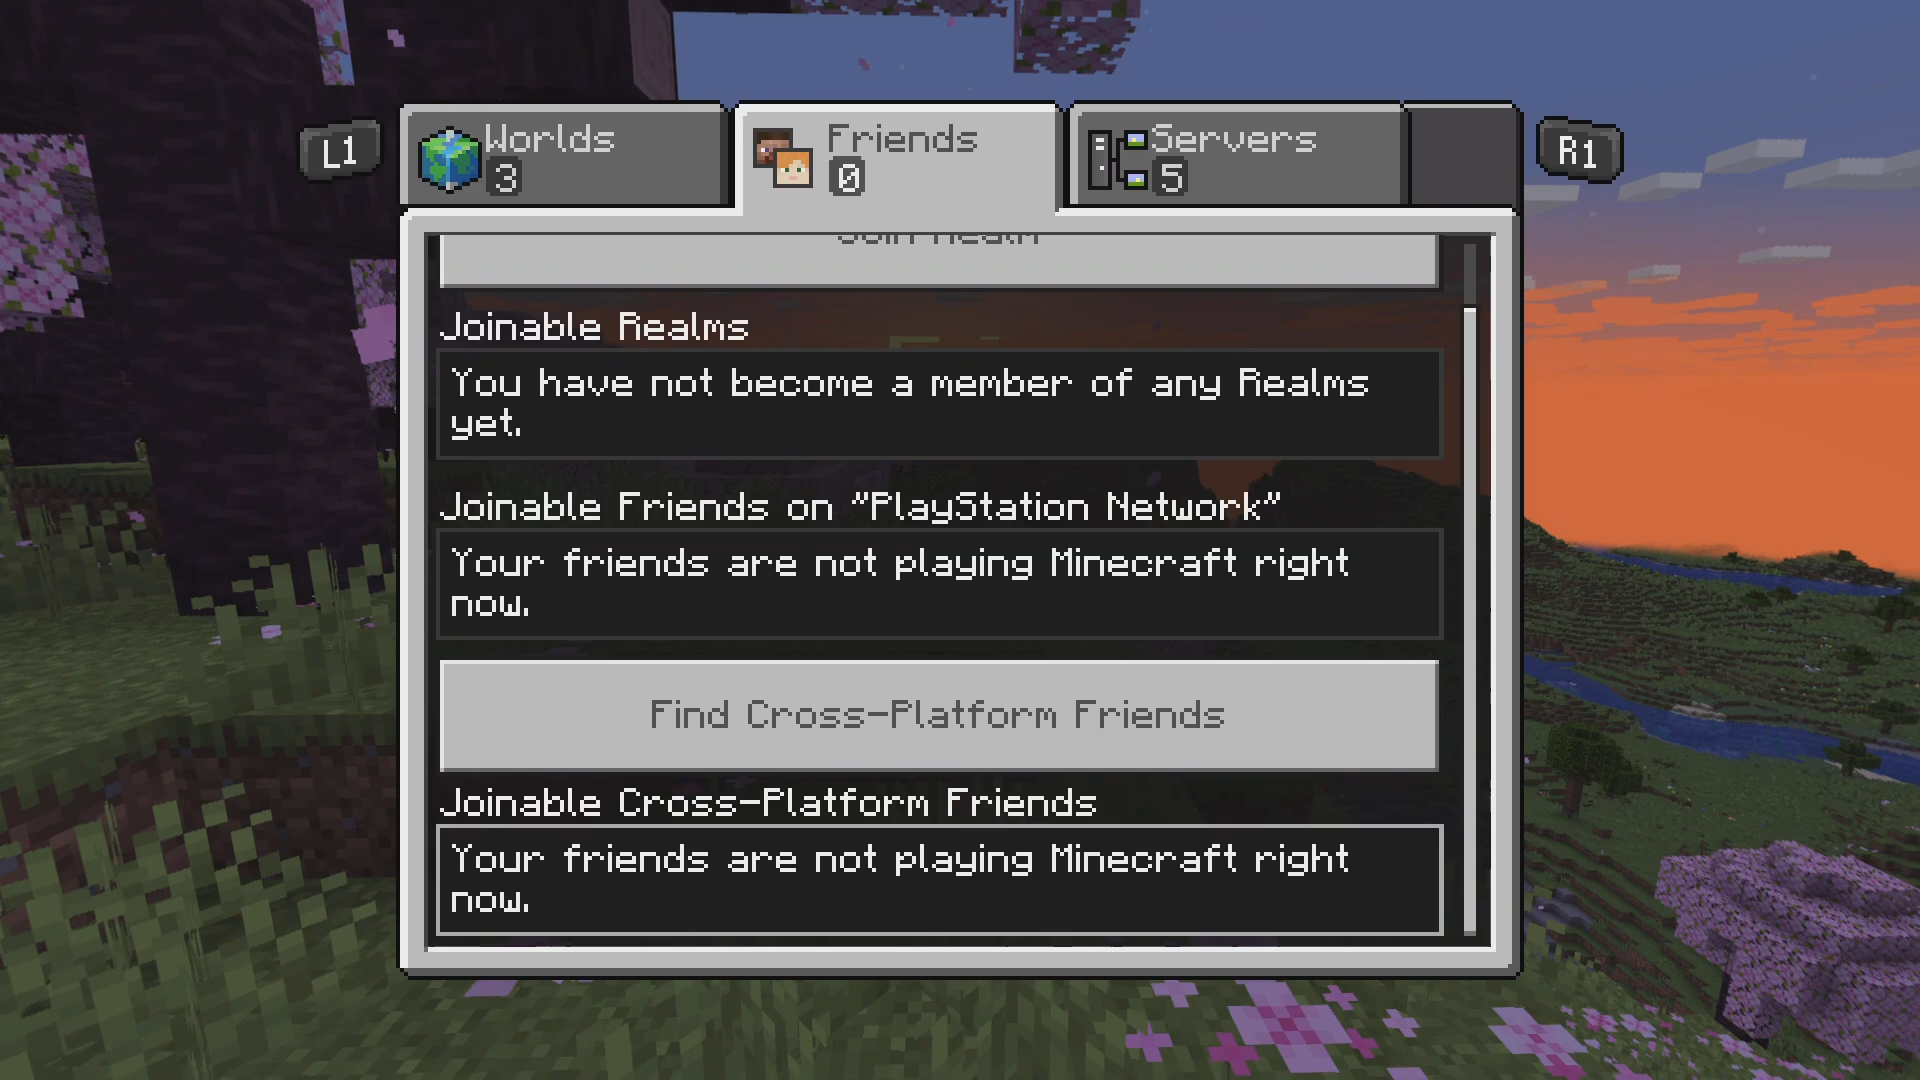 L1
Worlds
3
Friends
0
Servers
5
R1
Join Realm
Joinable Realms
You have not become a member of any Realms
yet.
Joinable Friends on "PlayStation Network"
Your friends are not playing Minecraft right
now.
Find Cross-Platform Friends
Joinable Cross-Platform Friends
Your friends are not playing Minecraft right
now.